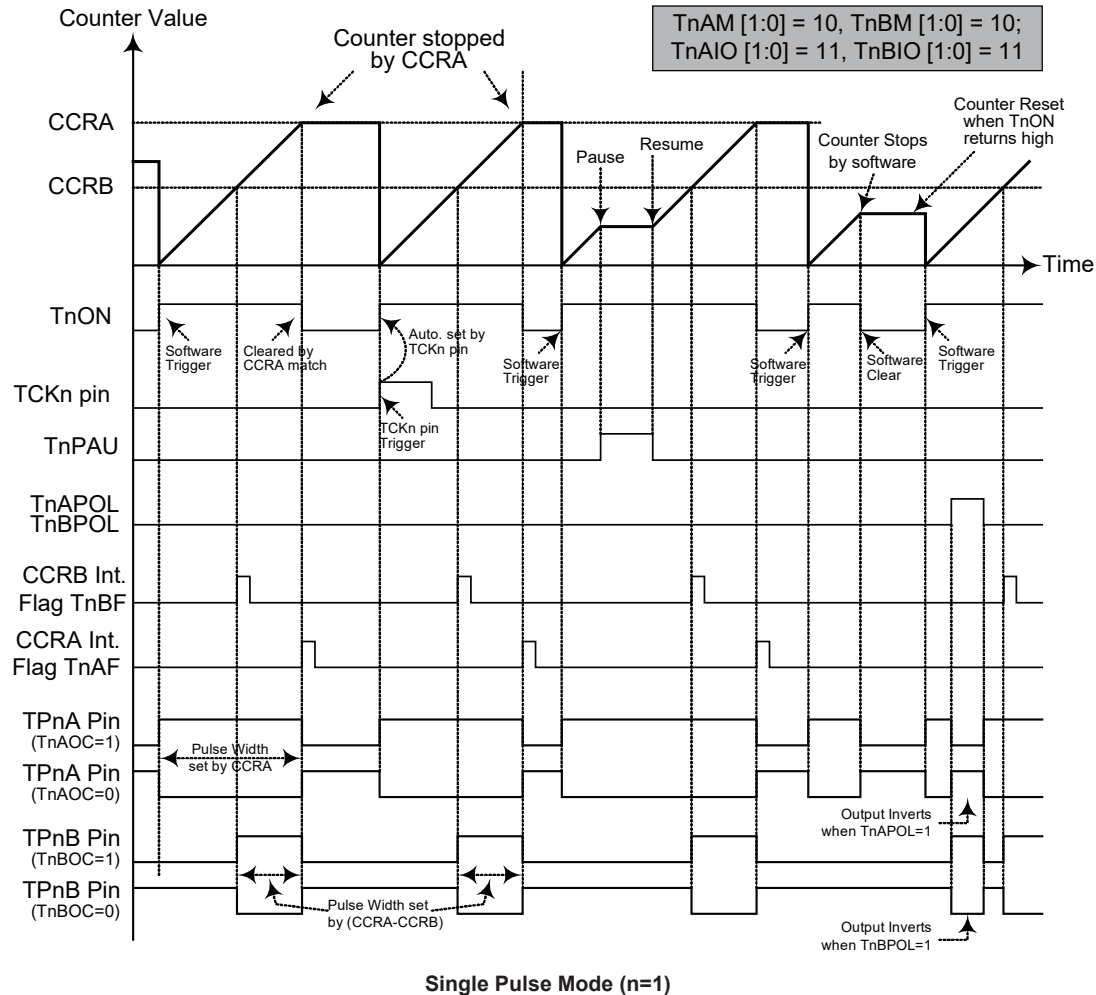 Counter Value
TnAM [1:0] = 10, TnBM [1:0] = 10;
TnAIO [1:0] = 11, TnBIO [1:0] = 11
Counter stopped
by CCRA
Counter Reset
when TnON
returns high
CCRA
Counter Stops
by software
Pause
Resume
CCRB
Time
TnON
Software
Trigger
Cleared by
CCRA match
Auto. set by
TCKn pin
Software
Trigger
Software
Trigger
Software
Clear
Software
Trigger
TCKn pin
TCKn pin
Trigger
TnPAU
TnAPOL
TnBPOL
CCRB Int.
Flag TnBF
CCRA Int.
Flag TnAF
TPnA Pin
(TnAOC=1)
Pulse Width
set by CCRA
TPnA Pin
(TnAOC=0)
Output Inverts
when TnAPOL=1
TPnB Pin
(TnBOC=1)
TPnB Pin
(TnBOC=0)
Pulse Width set
by (CCRA-CCRB)
Output Inverts
when TnBPOL=1
Single Pulse Mode (n=1)